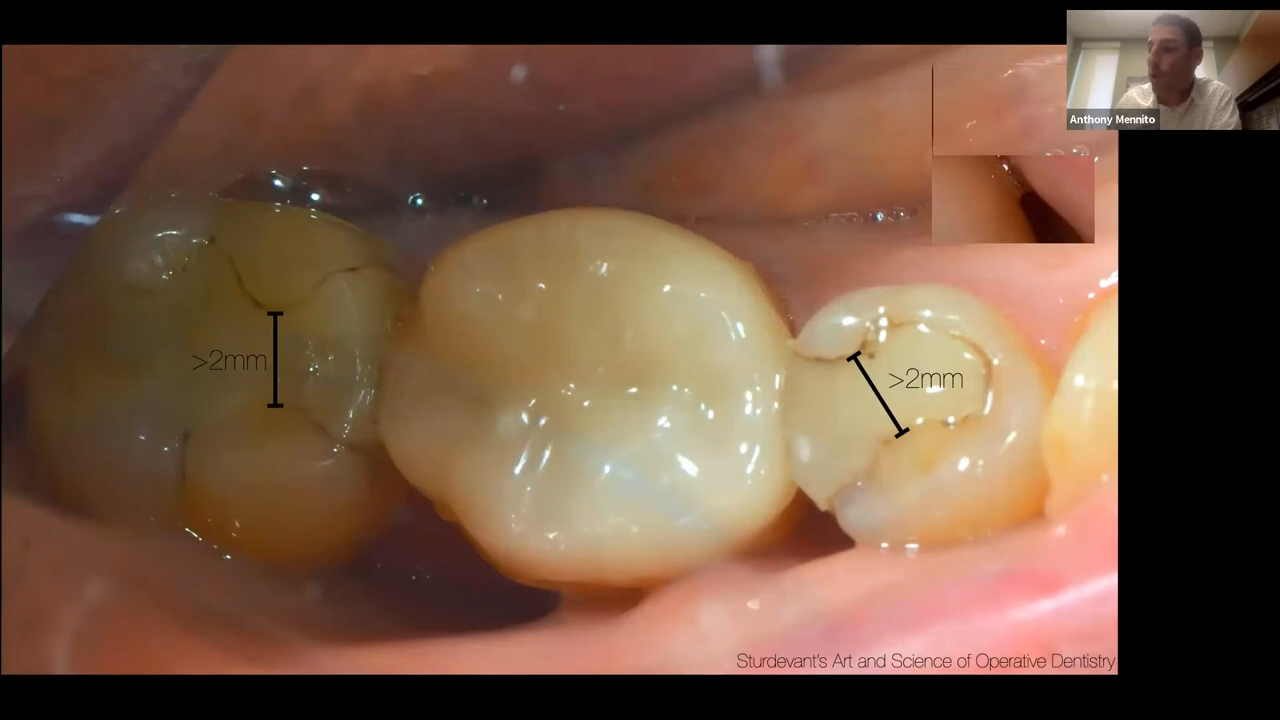 Anthony Mennito
>2mm
>2mm
Sturdevant's Art and Science of Operative Dentistry